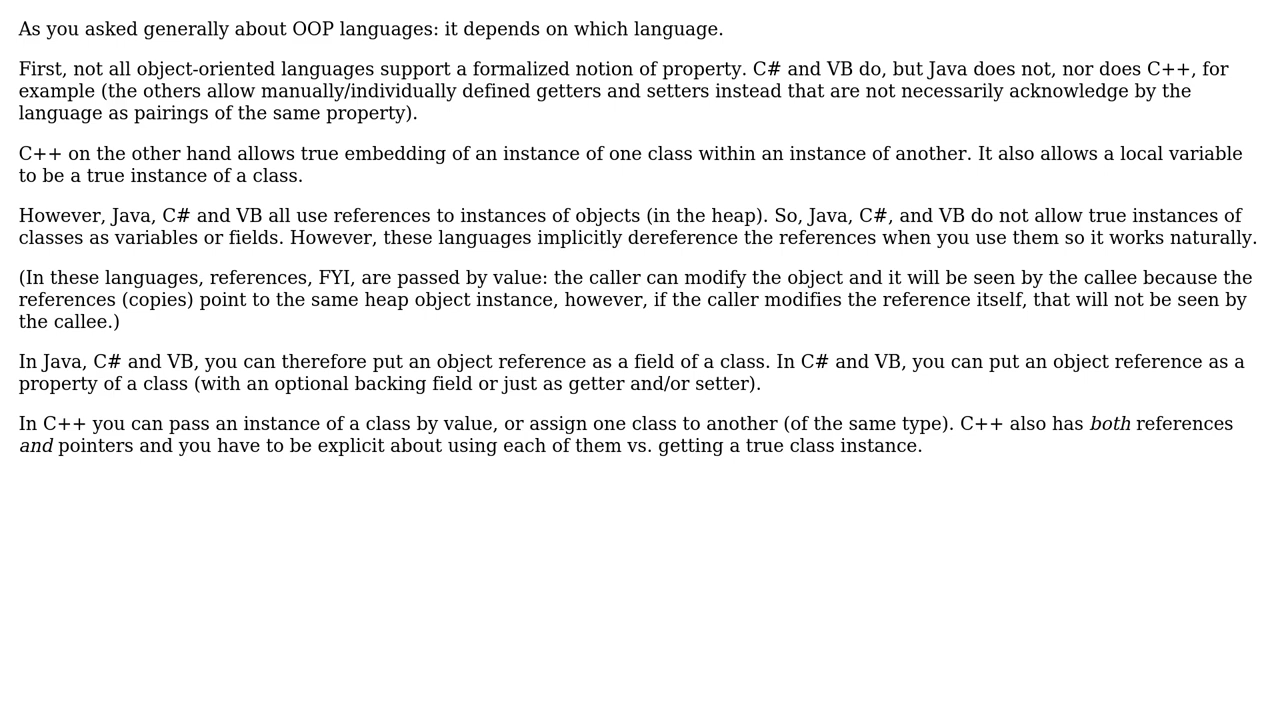 As you asked generally about OOP languages: it depends on which language.
First, not all object-oriented languages support a formalized notion of property. C# and VB do, but Java does not, nor does C++, for
example (the others allow manually/individually defined getters and setters instead that are not necessarily acknowledge by the
language as pairings of the same property).
C++ on the other hand allows true embedding of an instance of one class within an instance of another. It also allows a local variable
to be a true instance of a class.
However, Java, C# and VB all use references to instances of objects (in the heap). So, Java, C#, and VB do not allow true instances of
classes as variables or fields. However, these languages implicitly dereference the references when you use them so it works naturally.
(In these languages, references, FYI, are passed by value: the caller can modify the object and it will be seen by the callee because the
references (copies) point to the same heap object instance, however, if the caller modifies the reference itself, that will not be seen by
the callee.)
In Java, C# and VB, you can therefore put an object reference as a field of a class. In C# and VB, you can put an object reference as a
property of a class (with an optional backing field or just as getter and/or setter).
In C++ you can pass an instance of a class by value, or assign one class to another (of the same type). C++ also has both references
and pointers and you have to be explicit about using each of them vs. getting a true class instance.